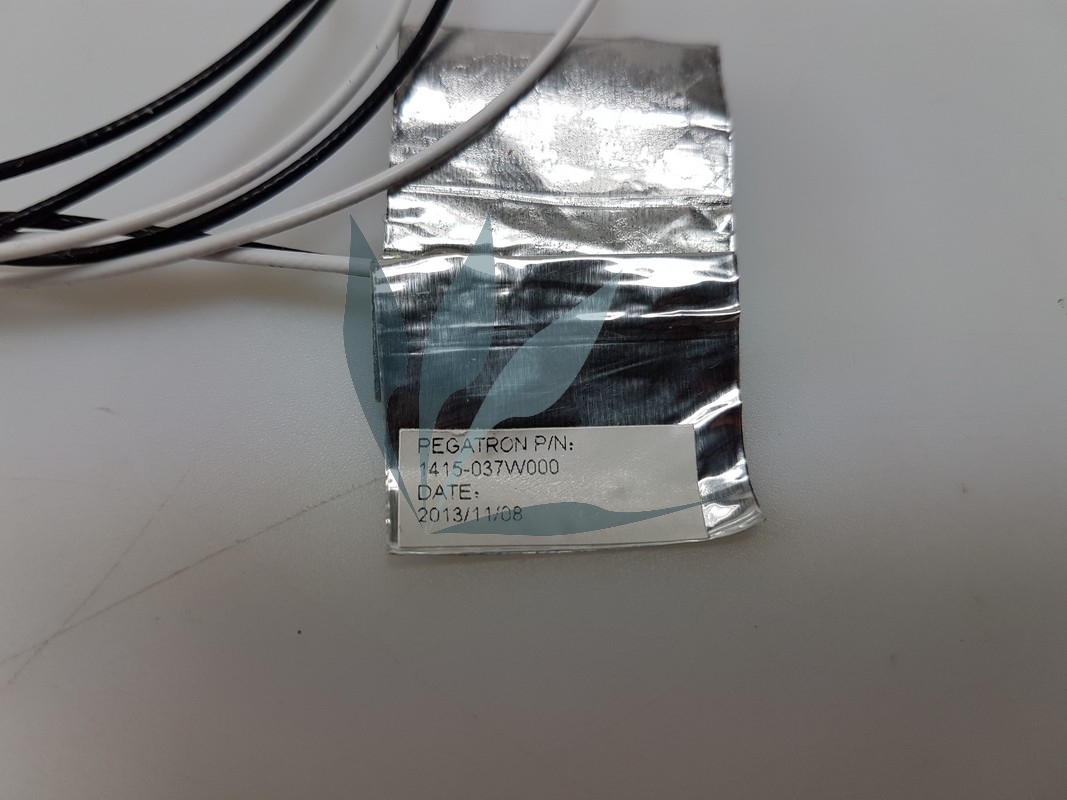 PEGATRON P/N:
1415-037W000
DATE:
2013/11/08